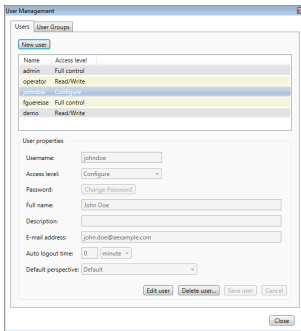 User Management
Users User Groups
New user
Name Access level
admin Full control
operator Read/Write
johndoe Configure
fgueresse Full control
demo Read/Write
User properties
Username: johndoe
Access level: Configure
Password: Change Password
Full name: John Doe
Description:
E-mail address: john.doe@aexample.com
Auto logout time: 0 minute
Default perspective: Default
Edit user Delete user... Save user Cancel
Close